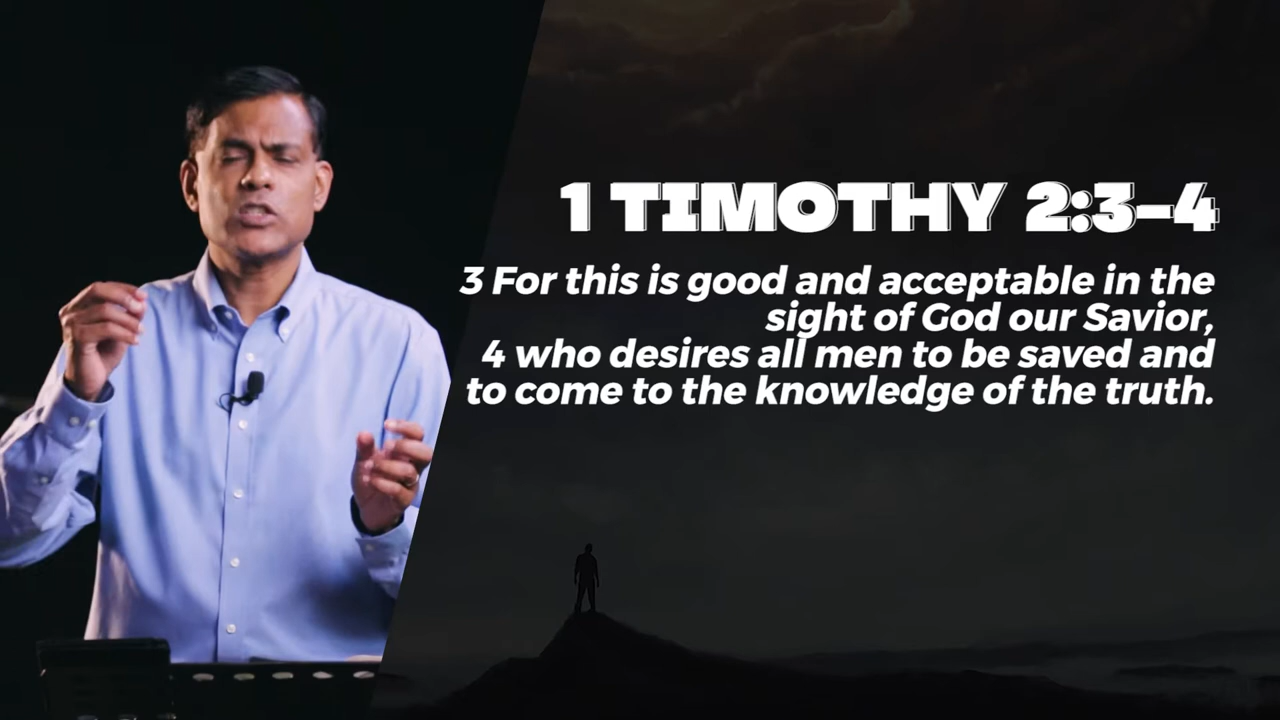 1 TIMOTHY 2:3–4
3 For this is good and acceptable in the
sight of God our Savior,
4 who desires all men to be saved and
to come to the knowledge of the truth.